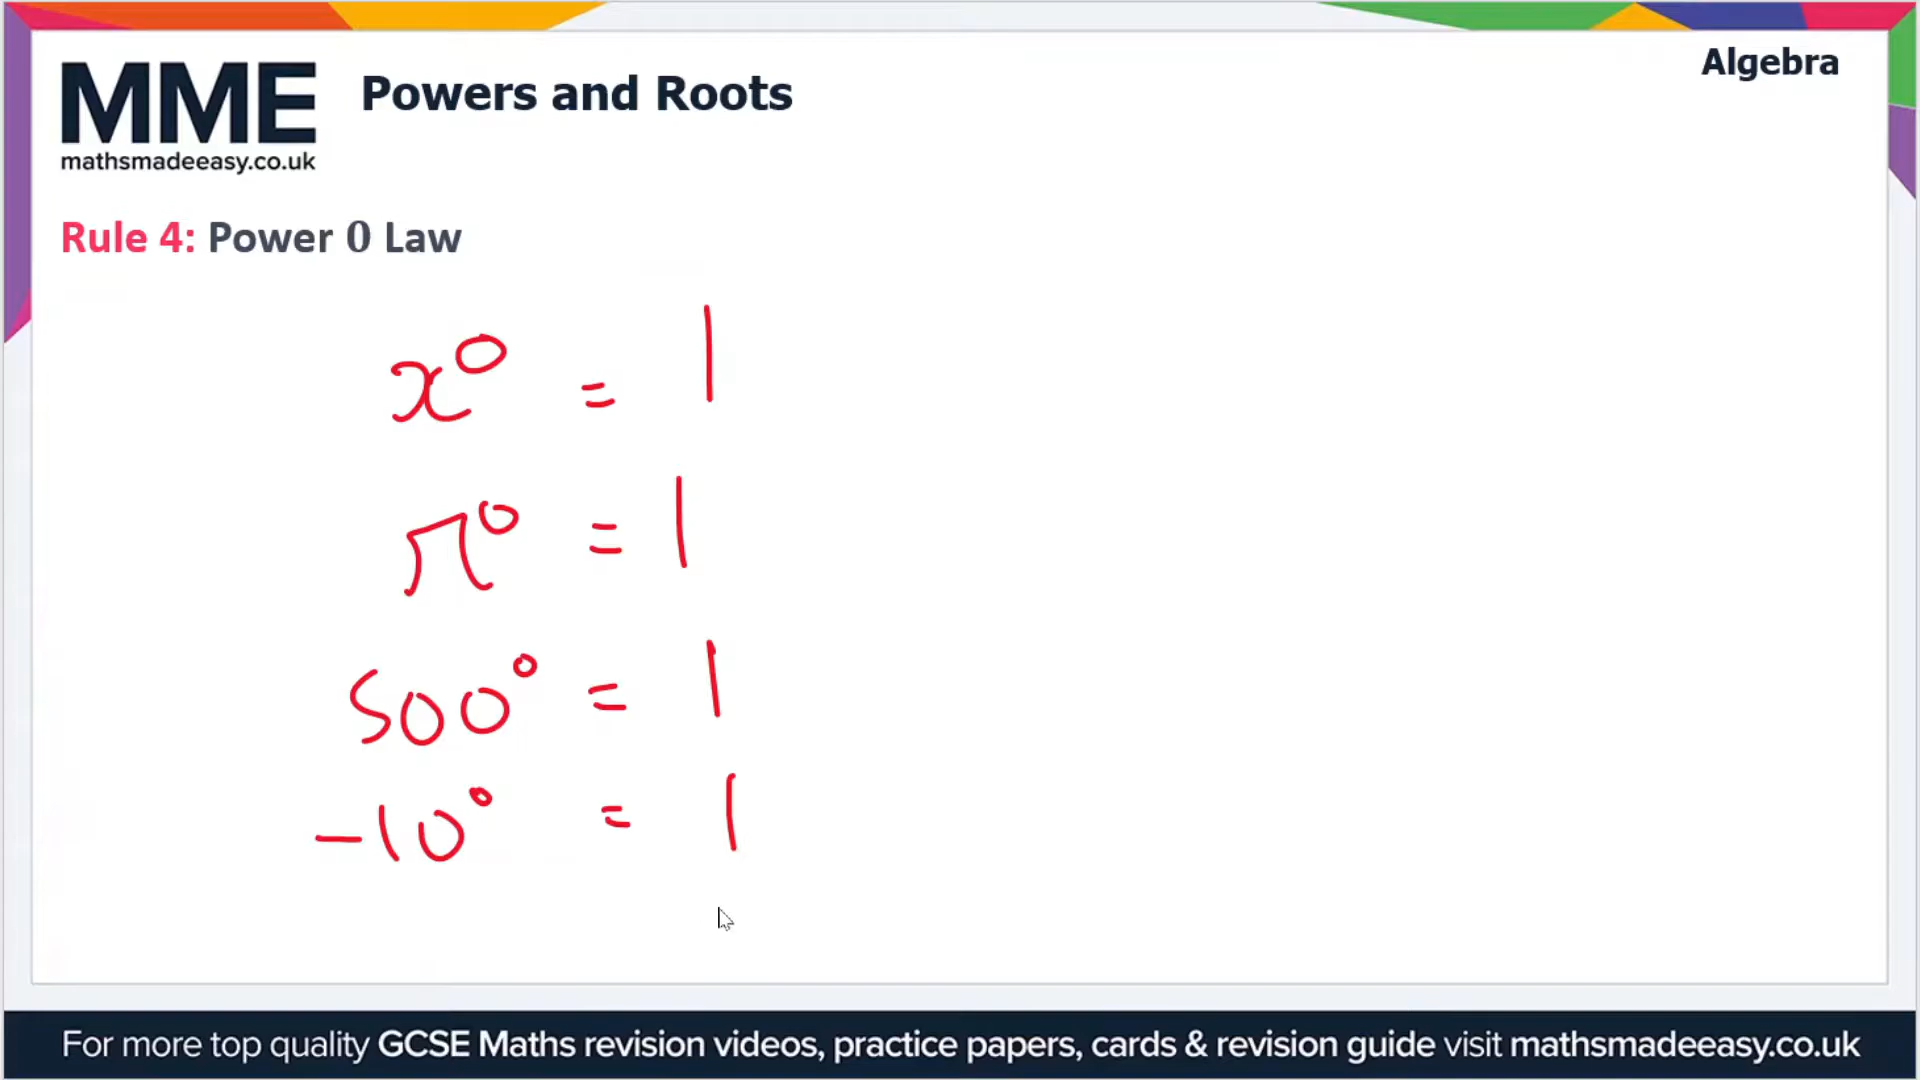 Algebra
MME
Powers and Roots
mathsmadeeasy.co.uk
Rule 4: Power 0 Law
x⁰ = 1
π⁰ = 1
500⁰ = 1
-10⁰ = 1
For more top quality GCSE Maths revision videos, practice papers, cards & revision guide visit mathsmadeeasy.co.uk